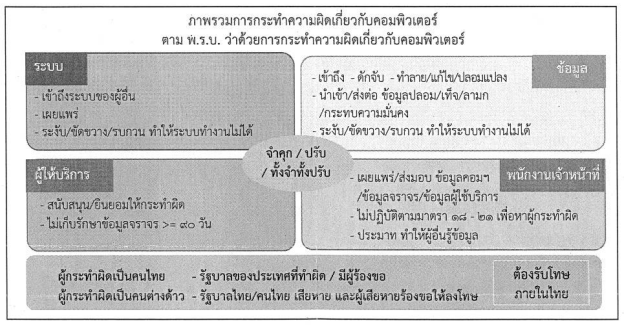 ภาพรวมการกระทำความผิดเกี่ยวกับคอมพิวเตอร์
ตาม พ.ร.บ. ว่าด้วยการกระทำความผิดเกี่ยวกับคอมพิวเตอร์
ระบบ
- เข้าถึงระบบของผู้อื่น
- เผยแพร่
- ระงับ/ขัดขวาง/รบกวน ทำให้ระบบทำงานไม่ได้
ข้อมูล
- เข้าถึง - ดักจับ - ทำลาย/แก้ไข/ปลอมแปลง
- นำเข้า/ส่งต่อ ข้อมูลปลอม/เท็จ/ลามก
/กระทบความมั่นคง
- ระงับ/ขัดขวาง/รบกวน ทำให้ระบบทำงานไม่ได้
จำคุก / ปรับ
/ ทั้งจำทั้งปรับ
ผู้ให้บริการ
- สนับสนุน/ยินยอมให้กระทำผิด
- ไม่เก็บรักษาข้อมูลจราจร >= ๙๐ วัน
พนักงานเจ้าหน้าที่
- เผยแพร่/ส่งมอบ ข้อมูลคอมฯ
/ข้อมูลจราจร/ข้อมูลผู้ใช้บริการ
- ไม่ปฏิบัติตามมาตรา ๑๘ - ๒๑ เพื่อหาผู้กระทำผิด
- ประมาท ทำให้ผู้อื่นรู้ข้อมูล
ผู้กระทำผิดเป็นคนไทย - รัฐบาลของประเทศที่ทำผิด / มีผู้ร้องขอ
ผู้กระทำผิดเป็นคนต่างด้าว - รัฐบาลไทย/คนไทย เสียหาย และผู้เสียหายร้องขอให้ลงโทษ
ต้องรับโทษ
ภายในไทย